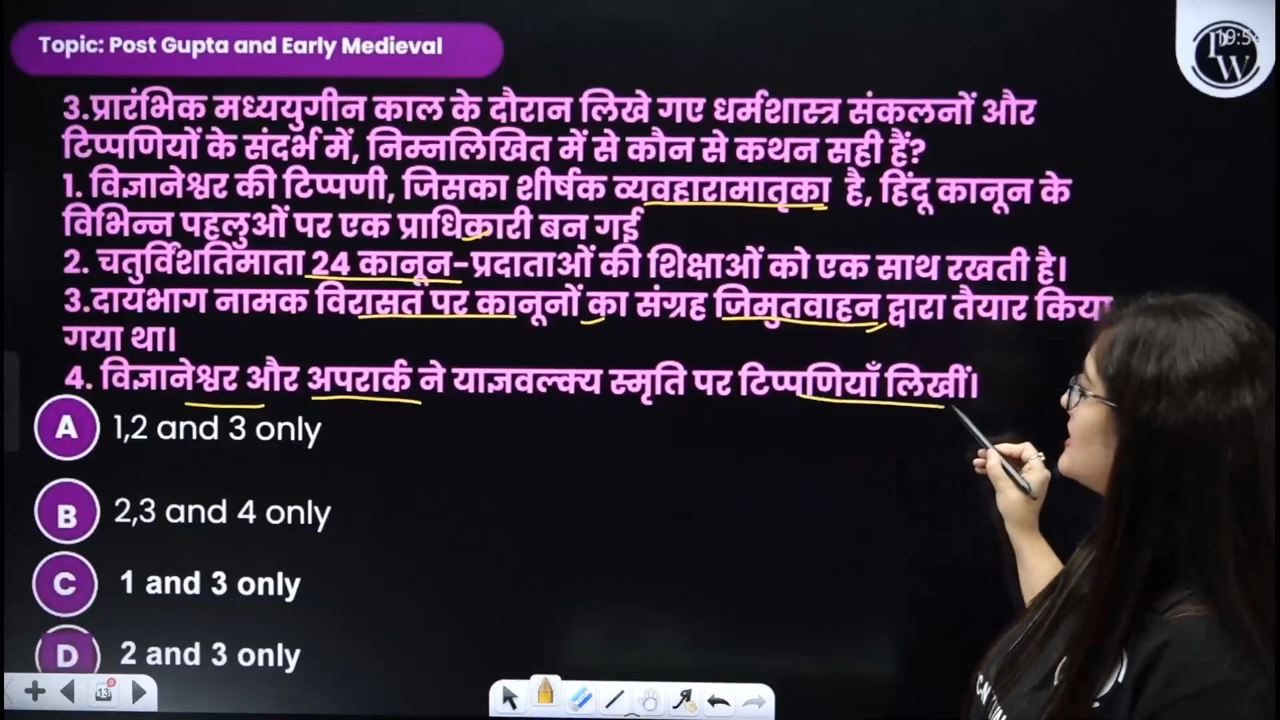 Topic: Post Gupta and Early Medieval
3.प्रारंभिक मध्ययुगीन काल के दौरान लिखे गए धर्मशास्त्र संकलनों और
टिप्पणियों के संदर्भ में, निम्नलिखित में से कौन से कथन सही हैं?
1. विज्ञानेश्वर की टिप्पणी, जिसका शीर्षक व्यवहारामातृका है, हिंदू कानून के
विभिन्न पहलुओं पर एक प्राधिकारी बन गई
2. चतुर्विंशतिमाता 24 कानून-प्रदाताओं की शिक्षाओं को एक साथ रखती है।
3.दायभाग नामक विरासत पर कानूनों का संग्रह जिमुतवाहन द्वारा तैयार किया
गया था।
4. विज्ञानेश्वर और अपरार्क ने याज्ञवल्क्य स्मृति पर टिप्पणियाँ लिखीं।
A 1,2 and 3 only
B 2,3 and 4 only
C 1 and 3 only
D 2 and 3 only